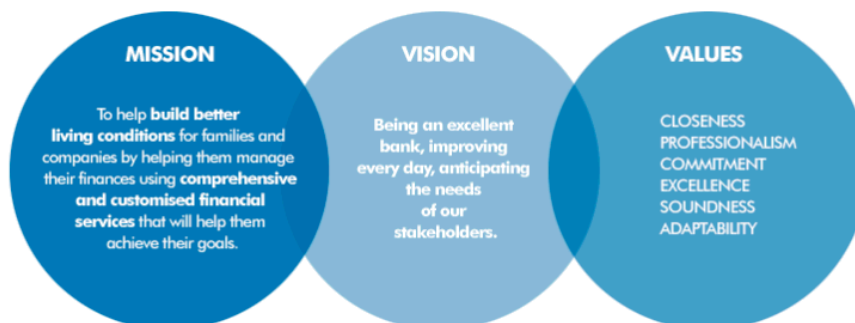 MISSION
To help build better
living conditions for families and
companies by helping them manage
their finances using comprehensive
and customised financial
services that will help them
achieve their goals.
VISION
Being an excellent
bank, improving
every day, anticipating
the needs
of our
stakeholders.
VALUES
CLOSENESS
PROFESSIONALISM
COMMITMENT
EXCELLENCE
SOUNDNESS
ADAPTABILITY